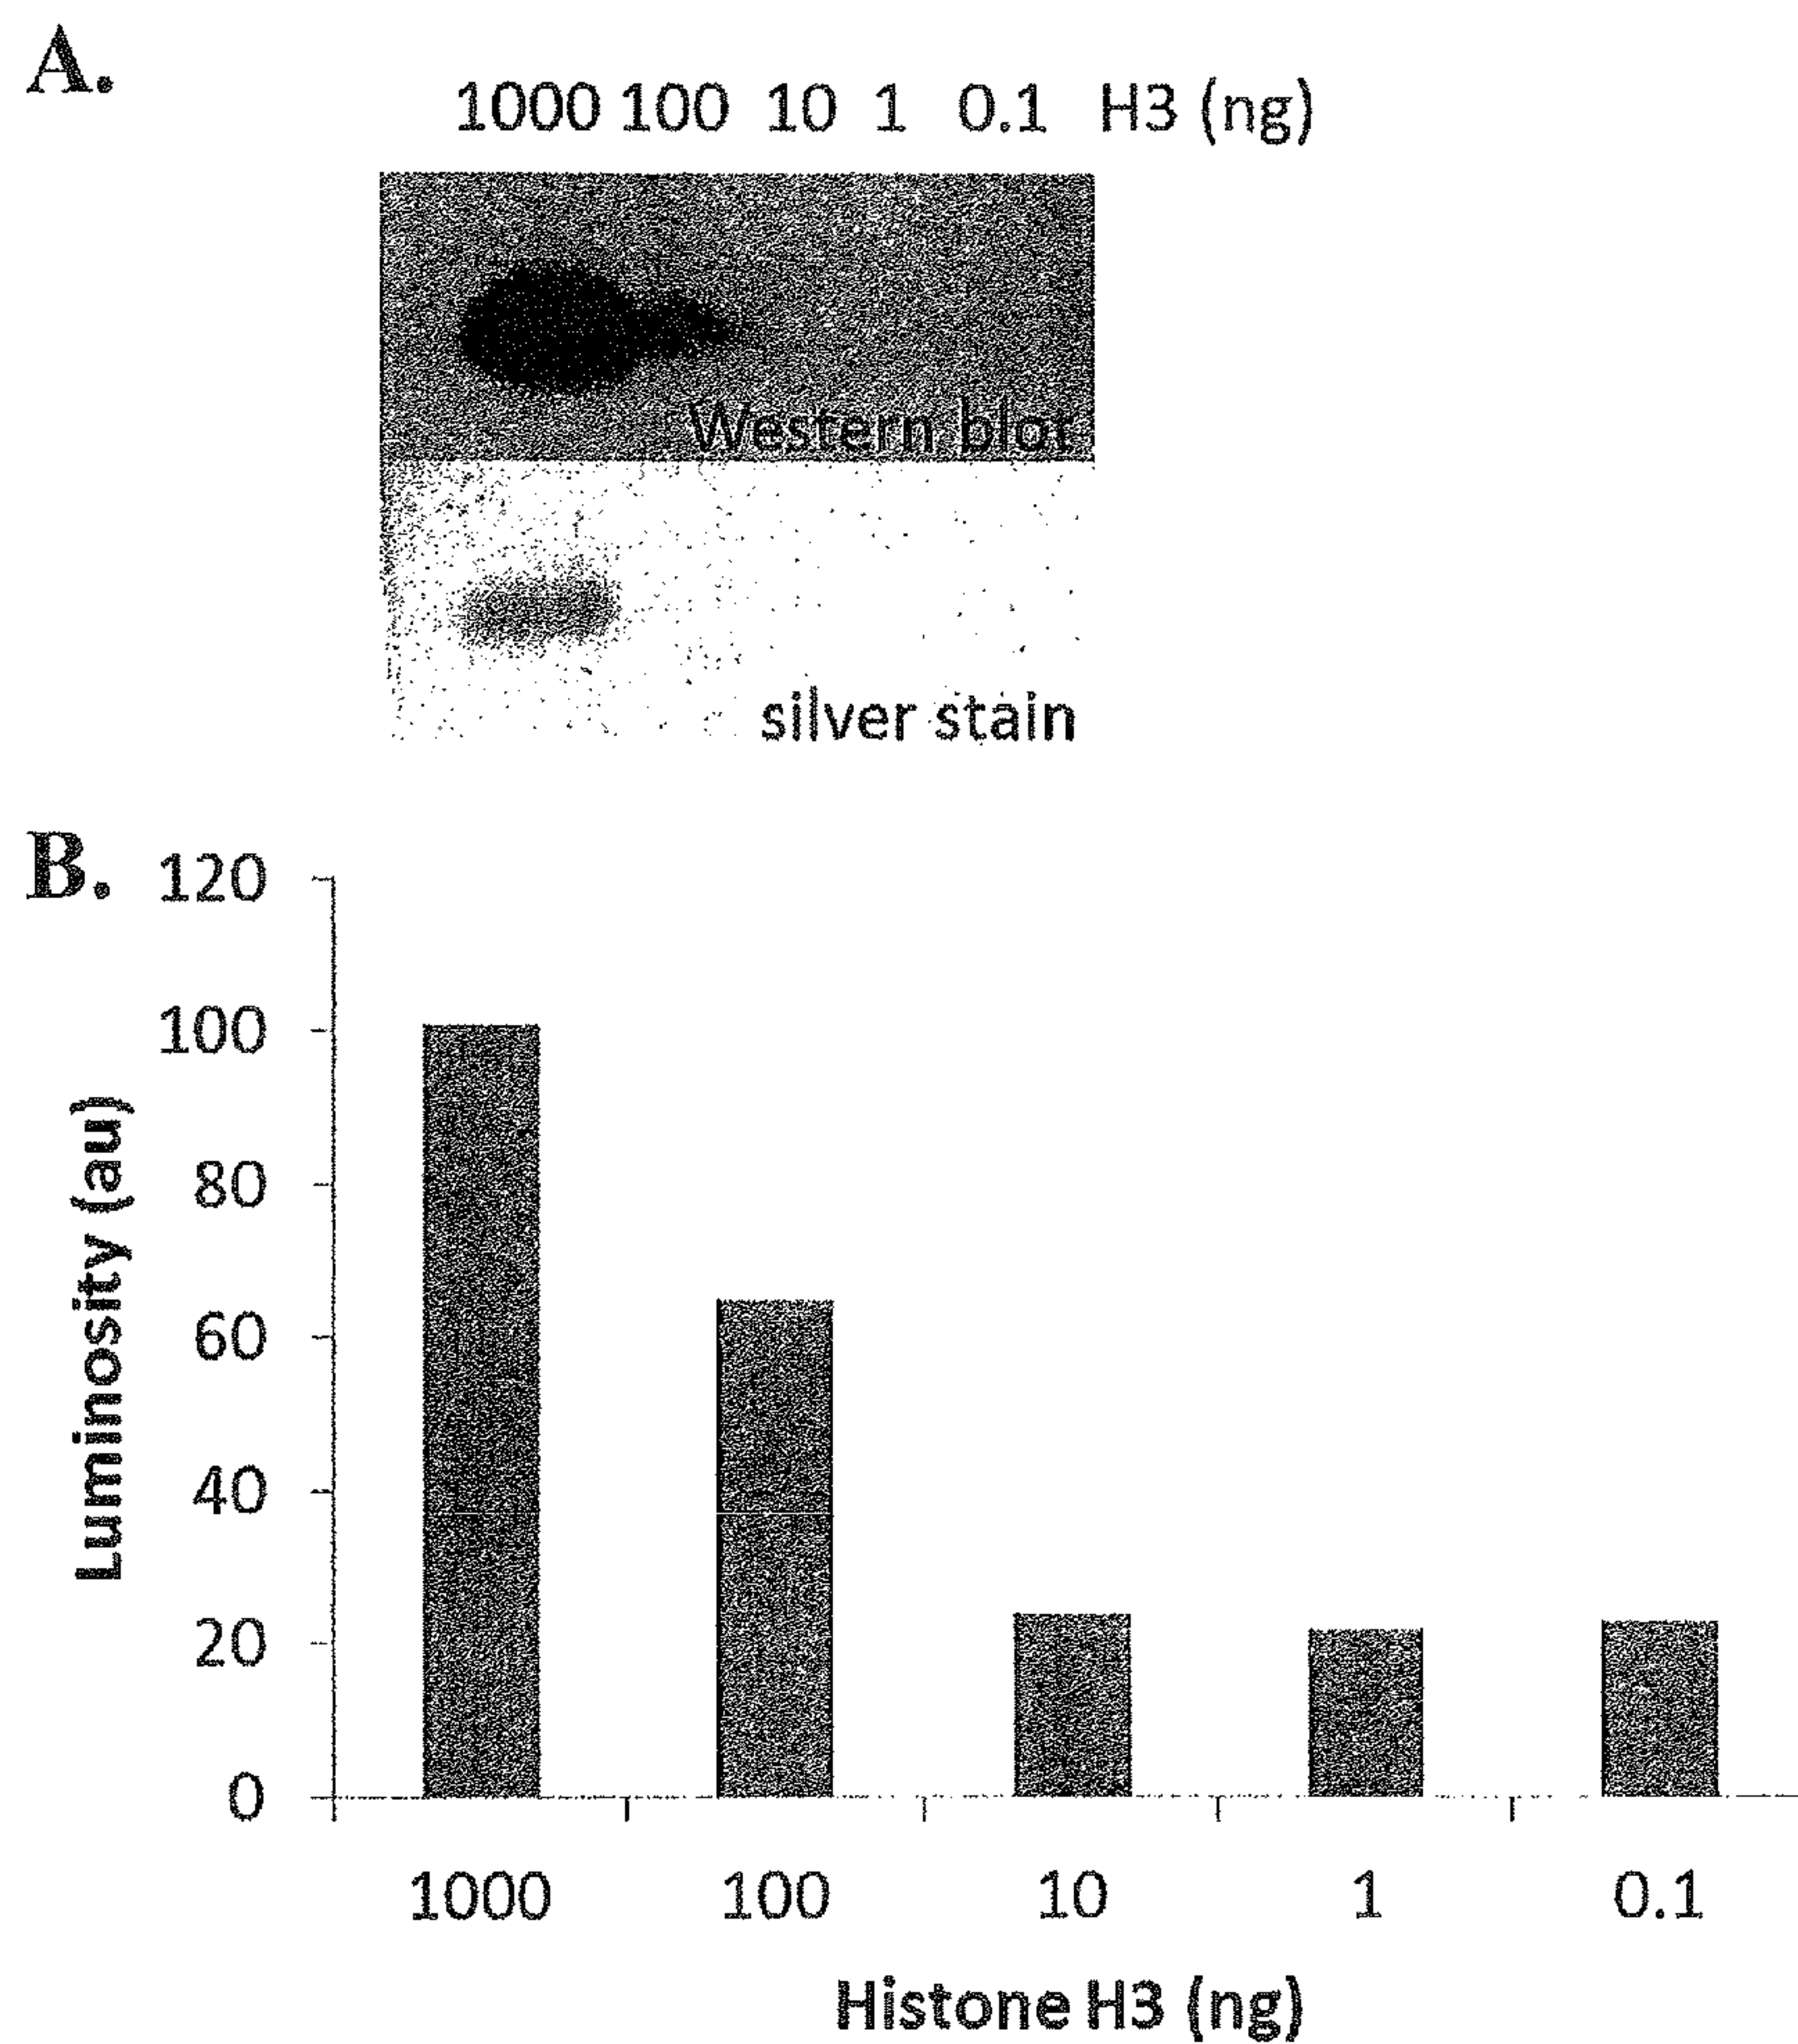 A.
1000 100 10 1 0.1 H3 (ng)
Western blot
silver stain
B.
120
100
80
60
40
20
0
Luminosity (au)
1000 100 10 1 0.1
Histone H3 (ng)